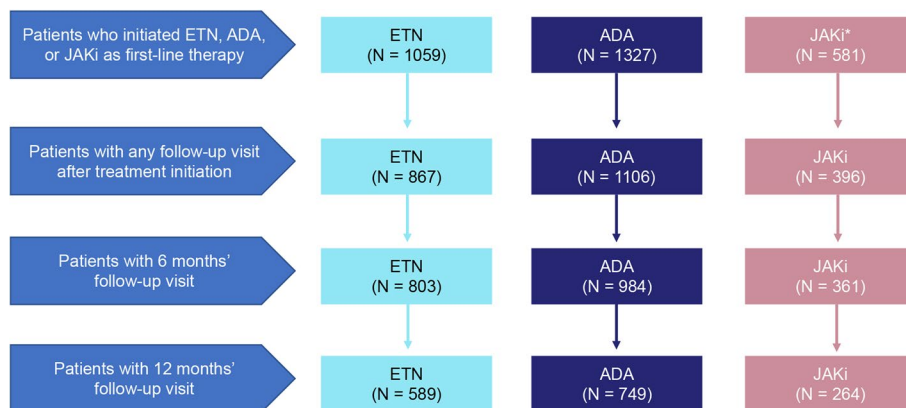 Patients who initiated ETN, ADA,
or JAKi as first-line therapy
ETN
(N = 1059)
ADA
(N = 1327)
JAKi*
(N = 581)
Patients with any follow-up visit
after treatment initiation
ETN
(N = 867)
ADA
(N = 1106)
JAKi
(N = 396)
Patients with 6 months’
follow-up visit
ETN
(N = 803)
ADA
(N = 984)
JAKi
(N = 361)
Patients with 12 months’
follow-up visit
ETN
(N = 589)
ADA
(N = 749)
JAKi
(N = 264)